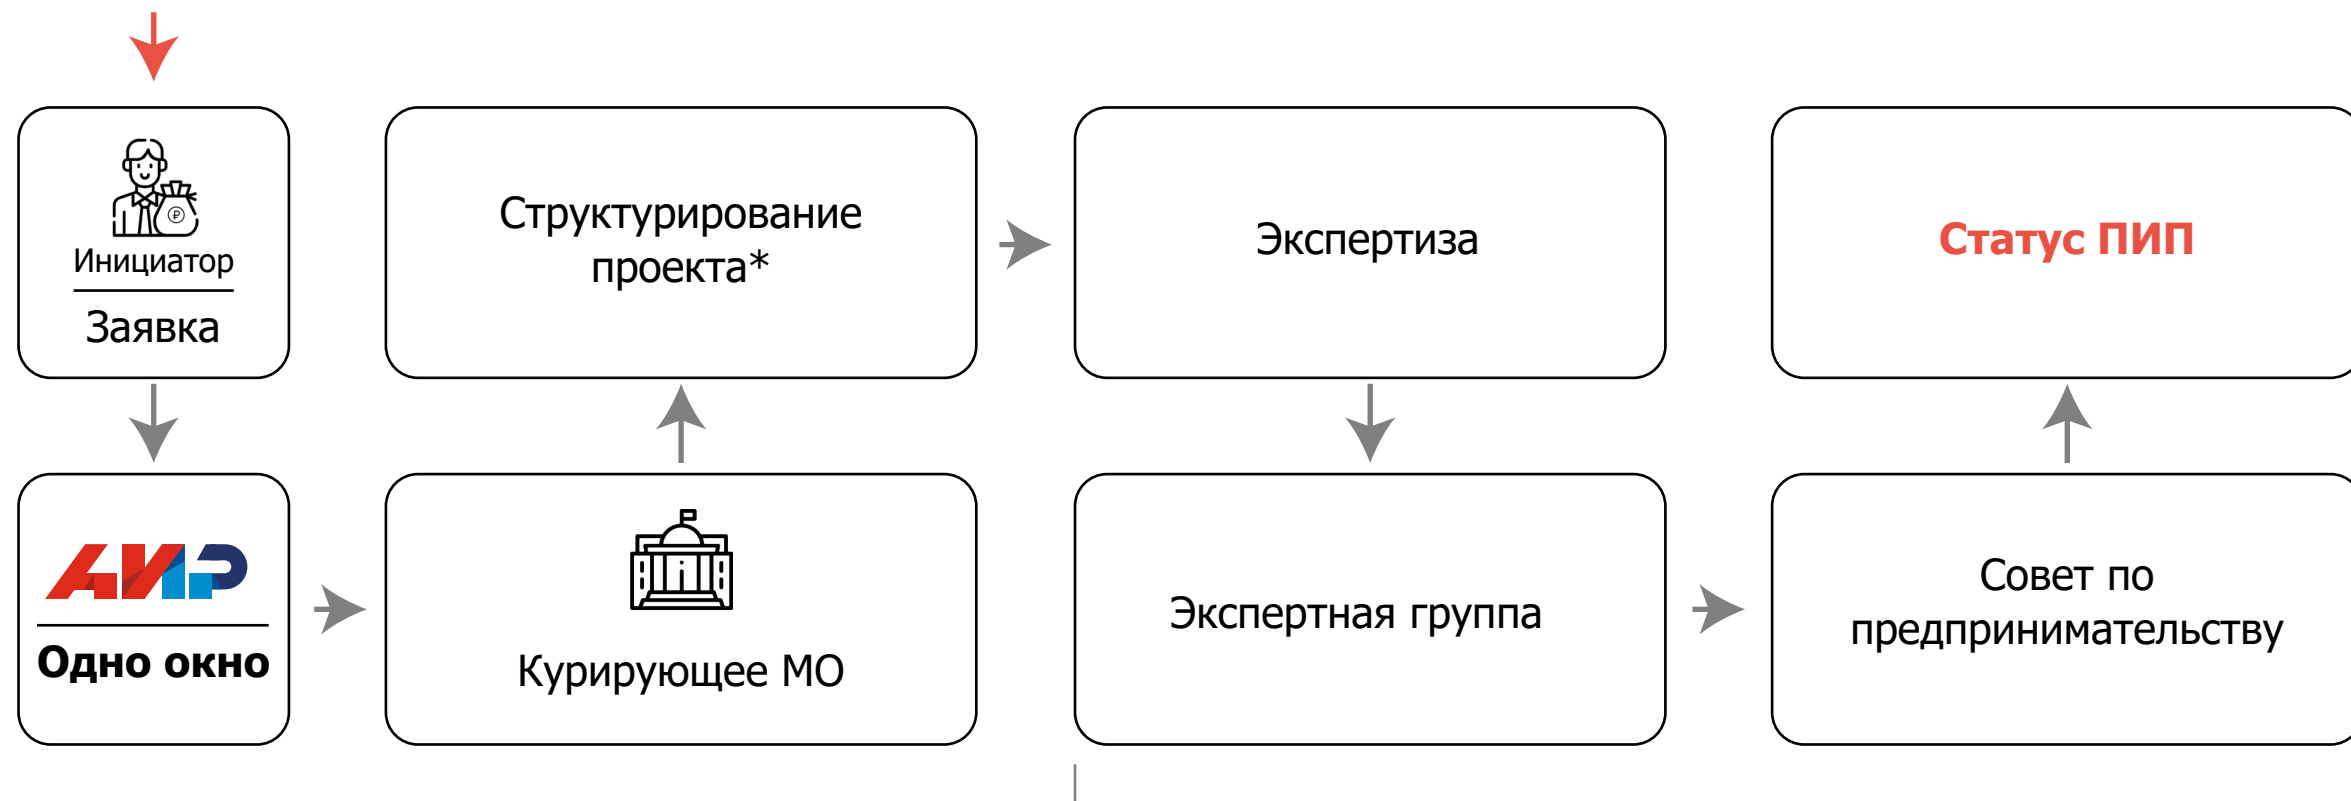 Инициатор
Заявка
АИР
Одно окно
Курирующее МО
Структурирование
проекта*
Экспертиза
Экспертная группа
Совет по
предпринимательству
Статус ПИП